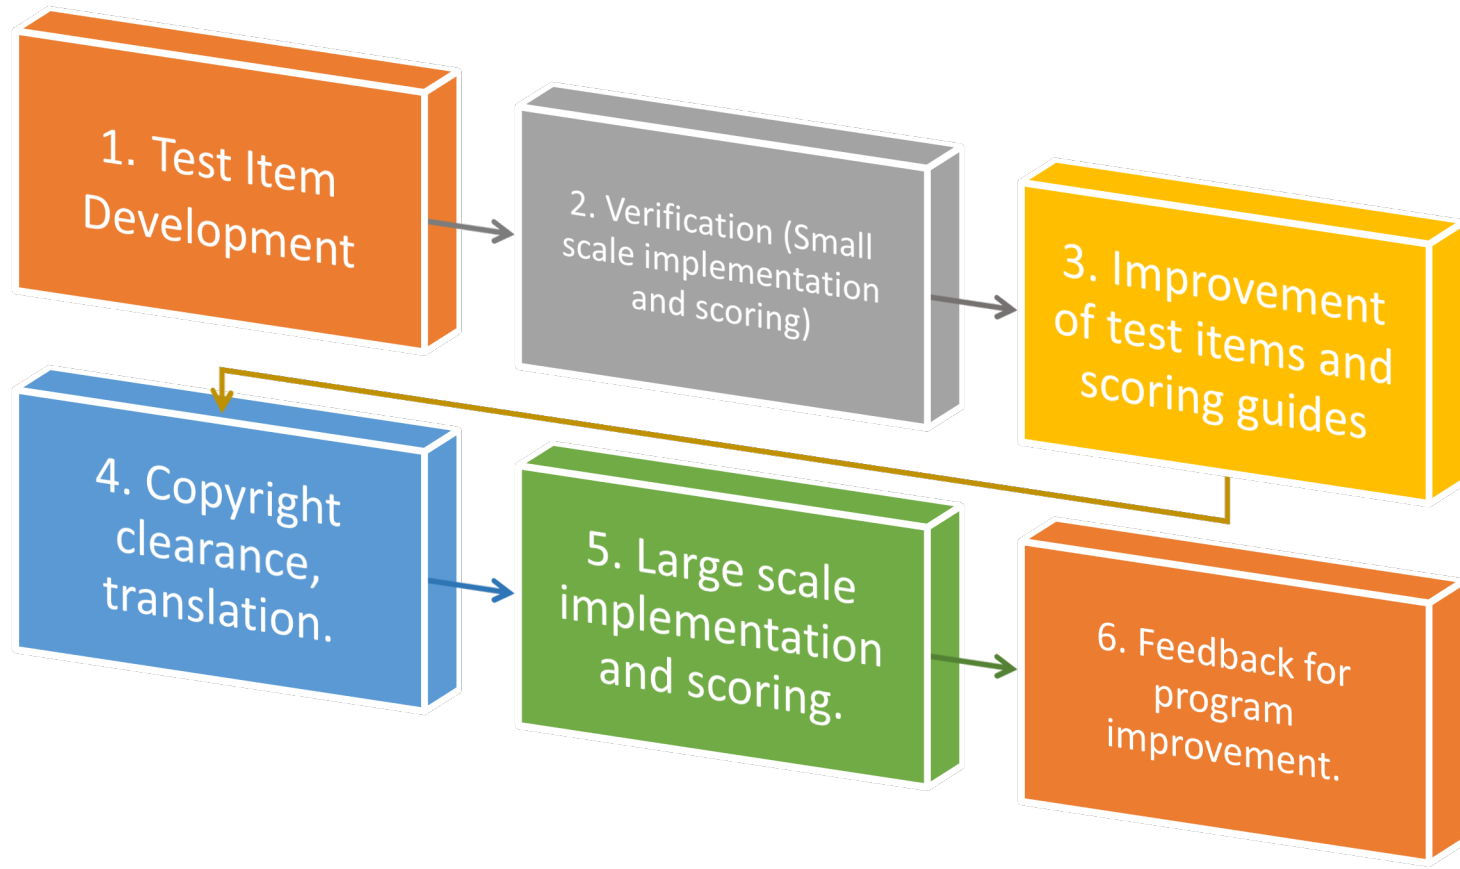 1. Test Item
Development
2. Verification (Small
scale implementation
and scoring)
3. Improvement
of test items and
scoring guides
4. Copyright
clearance,
translation.
5. Large scale
implementation
and scoring.
6. Feedback for
program
improvement.